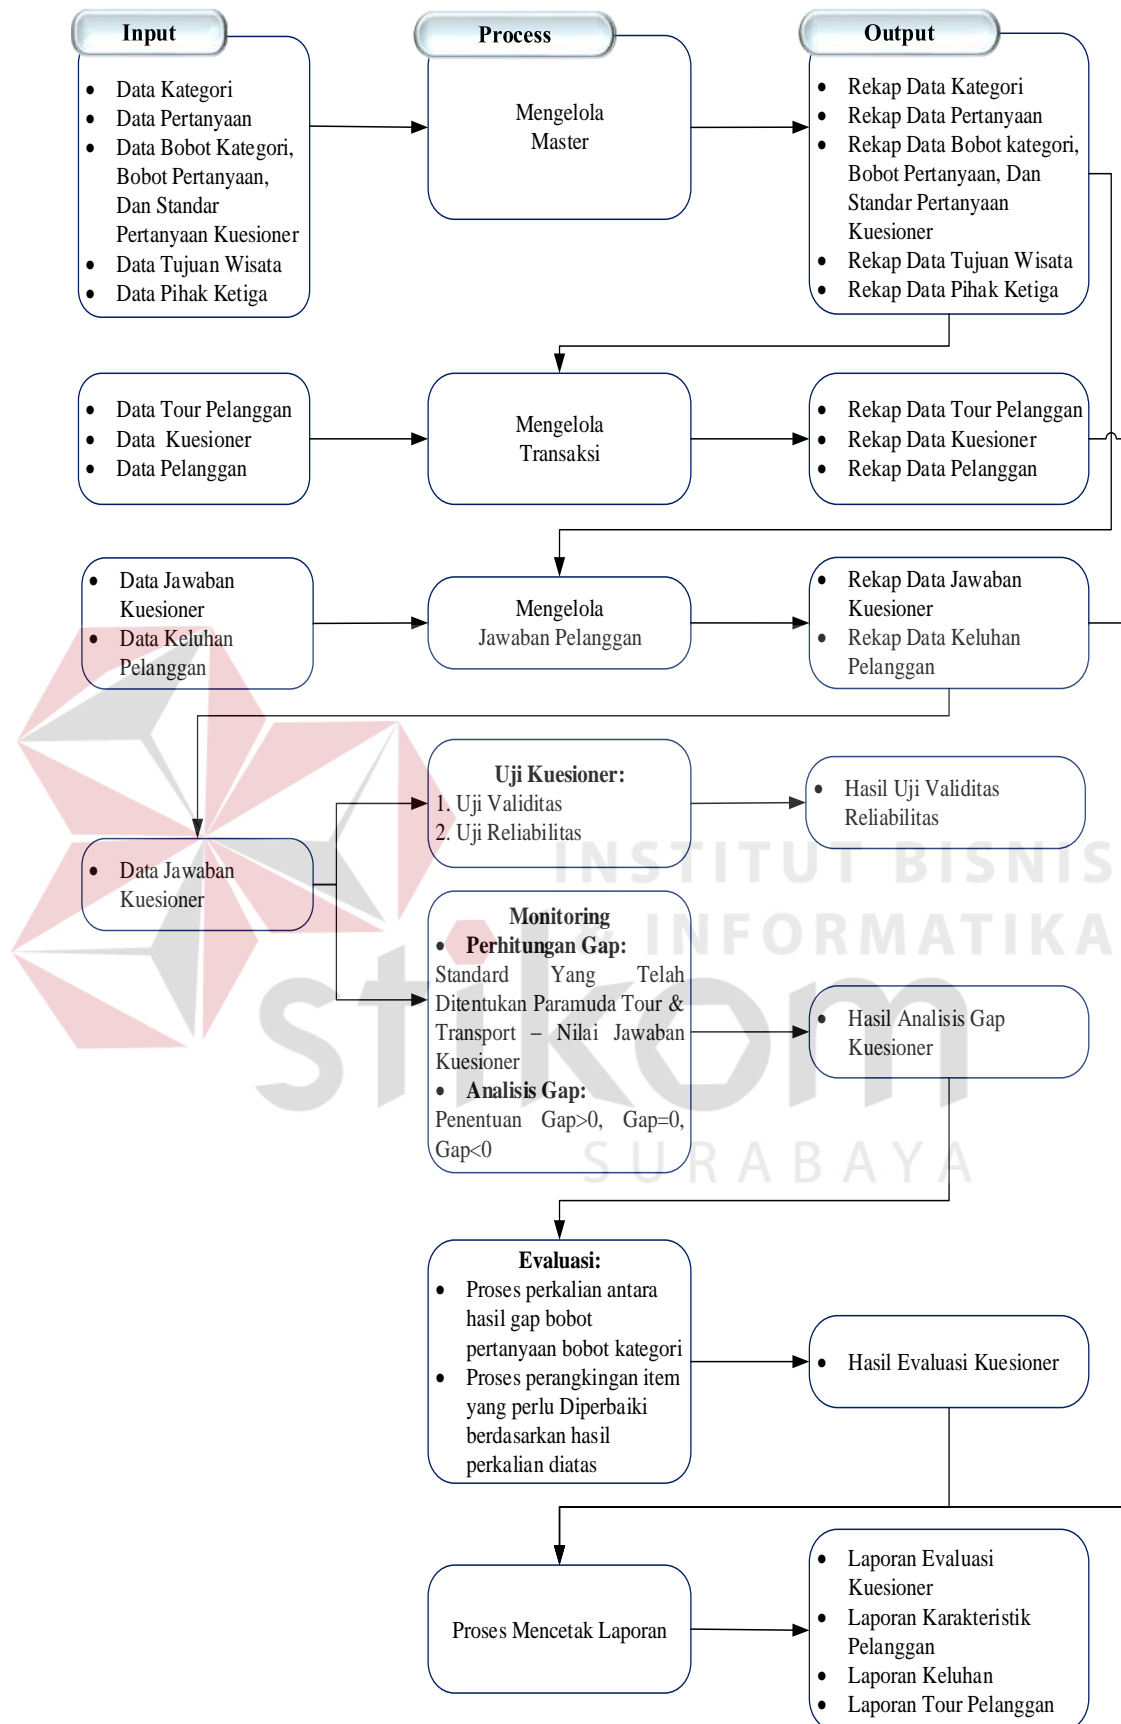 Input
Process
Output
• Data Kategori
• Data Pertanyaan
• Data Bobot Kategori,
Bobot Pertanyaan,
Dan Standar
Pertanyaan Kuesioner
• Data Tujuan Wisata
• Data Pihak Ketiga
Mengelola
Master
• Rekap Data Kategori
• Rekap Data Pertanyaan
• Rekap Data Bobot kategori,
Bobot Pertanyaan, Dan
Standar Pertanyaan
Kuesioner
• Rekap Data Tujuan Wisata
• Rekap Data Pihak Ketiga
• Data Tour Pelanggan
• Data Kuesioner
• Data Pelanggan
Mengelola
Transaksi
• Rekap Data Tour Pelanggan
• Rekap Data Kuesioner
• Rekap Data Pelanggan
• Data Jawaban
Kuesioner
• Data Keluhan
Pelanggan
Mengelola
Jawaban Pelanggan
• Rekap Data Jawaban
Kuesioner
• Rekap Data Keluhan
Pelanggan
• Data Jawaban
Kuesioner
Uji Kuesioner:
1. Uji Validitas
2. Uji Reliabilitas
• Hasil Uji Validitas
Reliabilitas
Monitoring
• Perhitungan Gap:
Standard Yang Telah
Ditentukan Paramuda Tour &
Transport – Nilai Jawaban
Kuesioner
• Analisis Gap:
Penentuan Gap>0, Gap=0,
Gap<0
• Hasil Analisis Gap
Kuesioner
Evaluasi:
• Proses perkalian antara
hasil gap bobot
pertanyaan bobot kategori
• Proses perangkingan item
yang perlu Diperbaiki
berdasarkan hasil
perkalian diatas
• Hasil Evaluasi Kuesioner
Proses Mencetak Laporan
• Laporan Evaluasi
Kuesioner
• Laporan Karakteristik
Pelanggan
• Laporan Keluhan
• Laporan Tour Pelanggan
INSTITUT BISNIS
& INFORMATIKA
stikom
SURABAYA